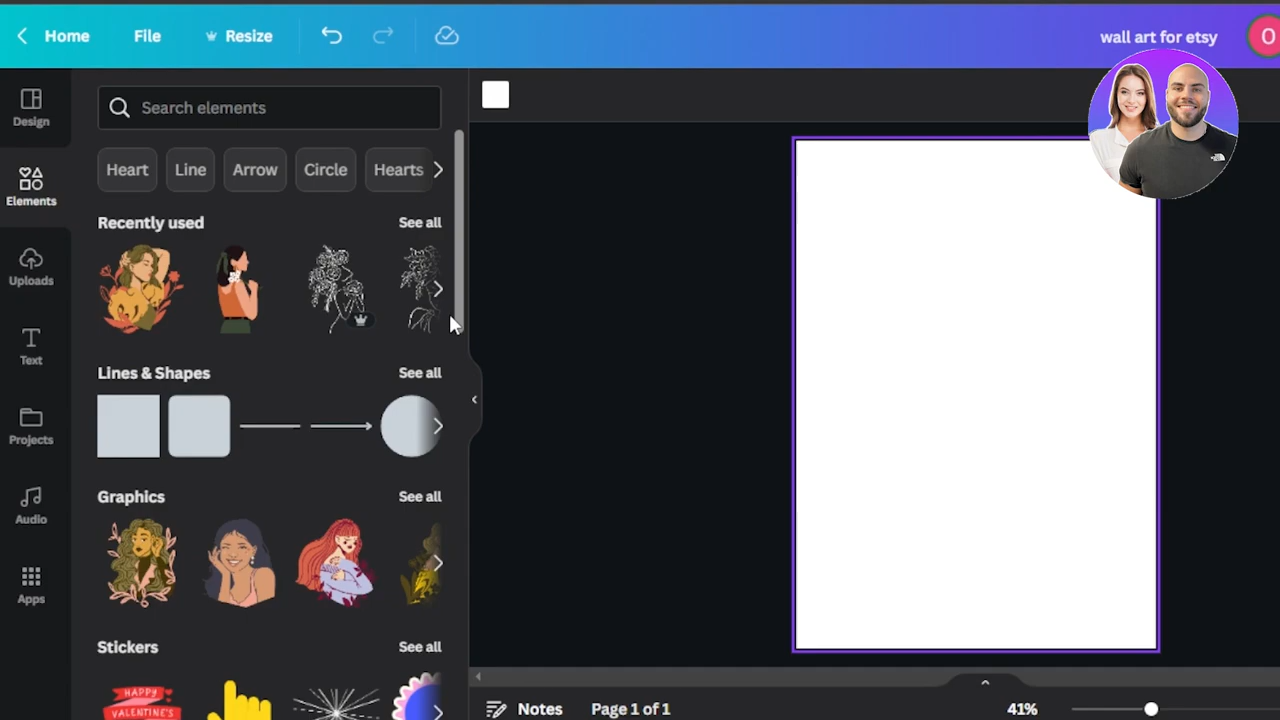 Home File Resize wall art for etsy O
Design
Search elements
Heart Line Arrow Circle Hearts
Elements
Recently used See all
Uploads
Text
Lines & Shapes See all
Projects
Graphics See all
Audio
Apps
Stickers See all
HAPPY
VALENTINE'S
Notes Page 1 of 1 41%